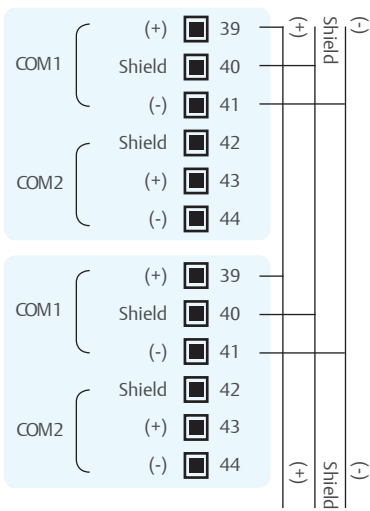 (+) 39 (+) Shield (-)
COM1 Shield 40
(-) 41
Shield 42
COM2 (+) 43
(-) 44
(+) 39
COM1 Shield 40
(-) 41
Shield 42
COM2 (+) 43
(-) 44 (+) Shield (-)